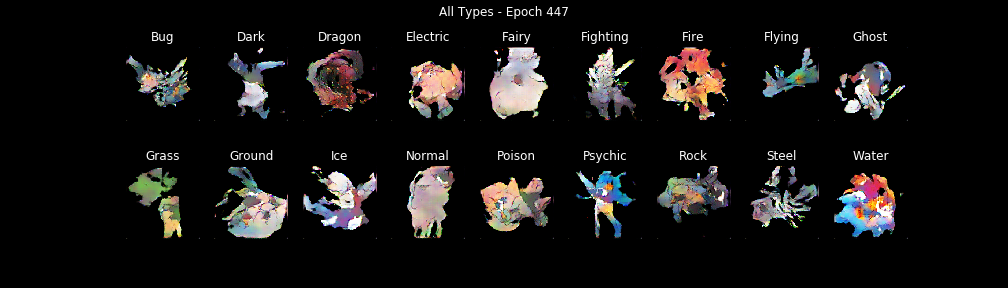 All Types - Epoch 447
Bug Dark Dragon Electric Fairy Fighting Fire Flying Ghost
Grass Ground Ice Normal Poison Psychic Rock Steel Water